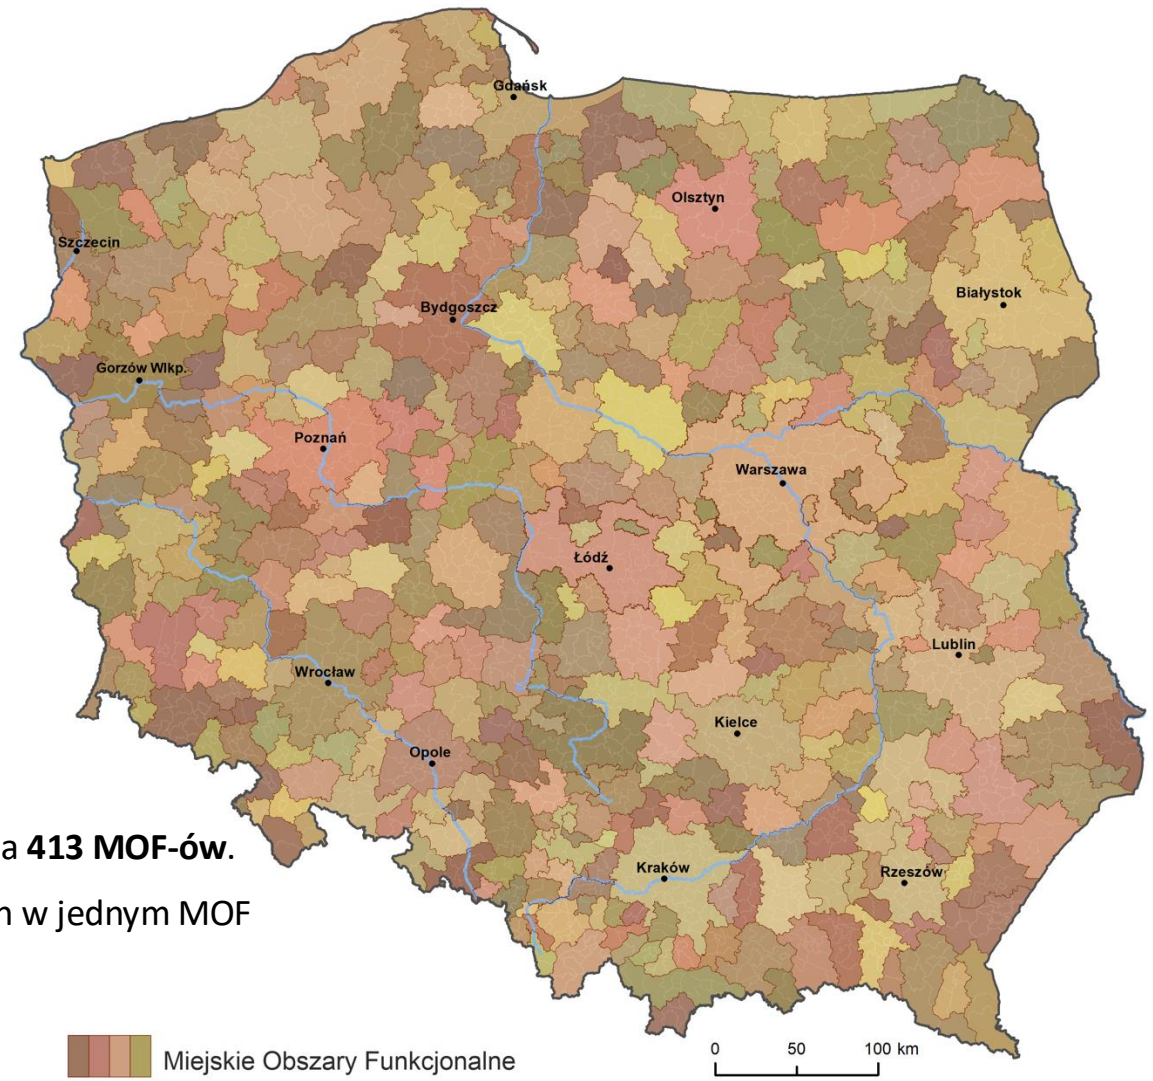 Gdańsk
Olsztyn
Szczecin
Białystok
Bydgoszcz
Gorzów Wlkp.
Poznań
Warszawa
Łódź
Lublin
Wrocław
Kielce
Opole
a 413 MOF-ów.
Kraków
Rzeszów
w jednym MOF
0 50 100 km
Miejskie Obszary Funkcjonalne